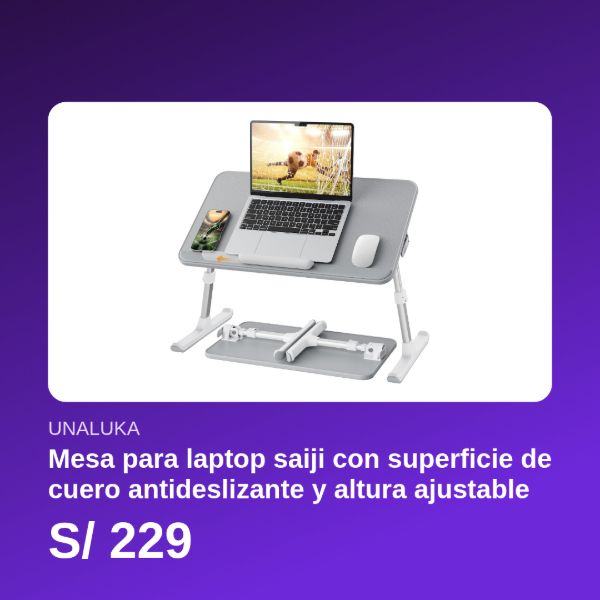 UNALUKA
Mesa para laptop saiji con superficie de
cuero antideslizante y altura ajustable
S/ 229